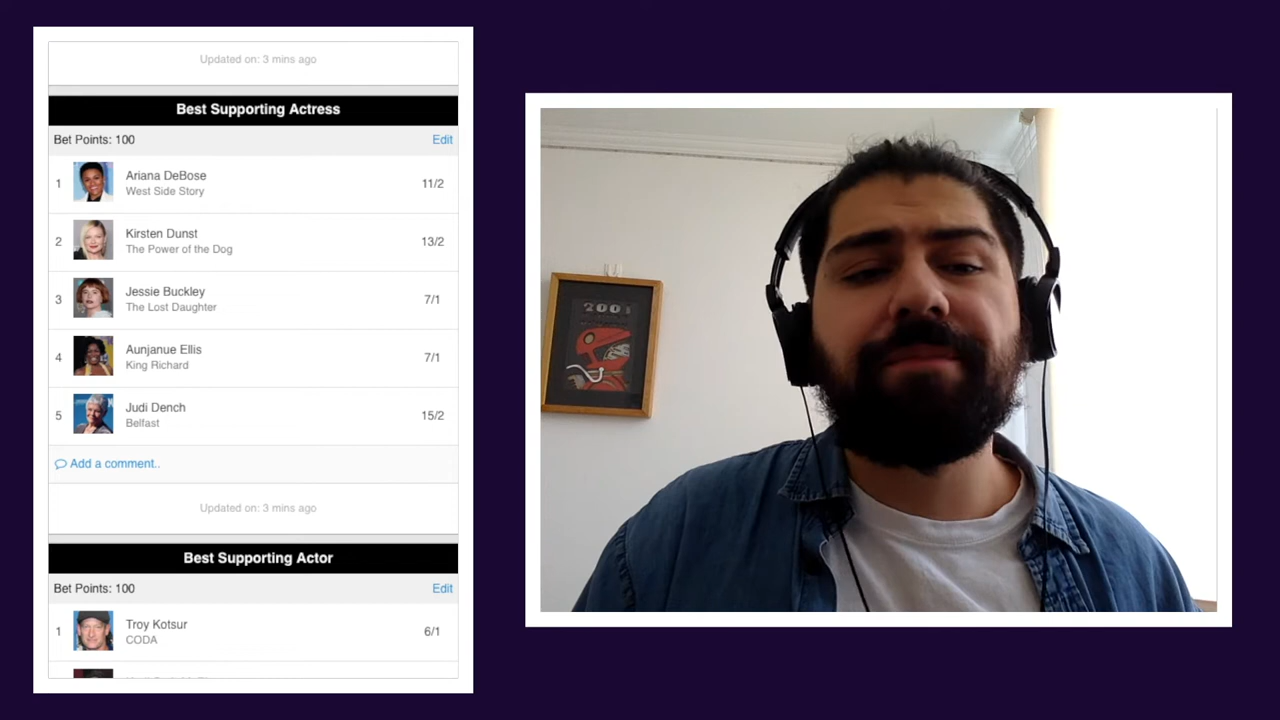 Updated on: 3 mins ago
Best Supporting Actress
Bet Points: 100
Edit
1
Ariana DeBose
West Side Story
11/2
2
Kirsten Dunst
The Power of the Dog
13/2
3
Jessie Buckley
The Lost Daughter
7/1
4
Aunjanue Ellis
King Richard
7/1
5
Judi Dench
Belfast
15/2
Add a comment..
Updated on: 3 mins ago
Best Supporting Actor
Bet Points: 100
Edit
1
Troy Kotsur
CODA
6/1
2001